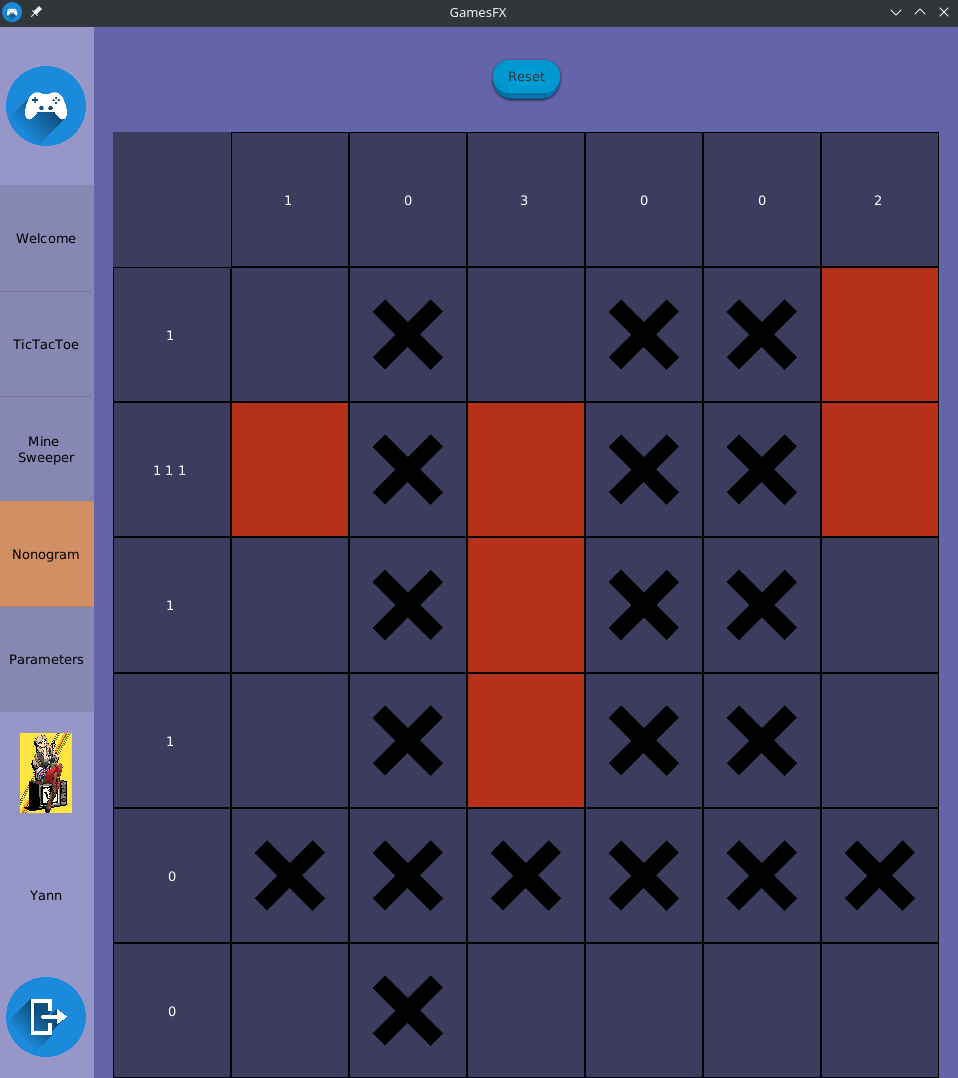 GamesFX
Reset
Welcome
TicTacToe
Mine
Sweeper
Nonogram
Parameters
Yann
1 0 3 0 0 2
1
1 1 1
1
1
0
0